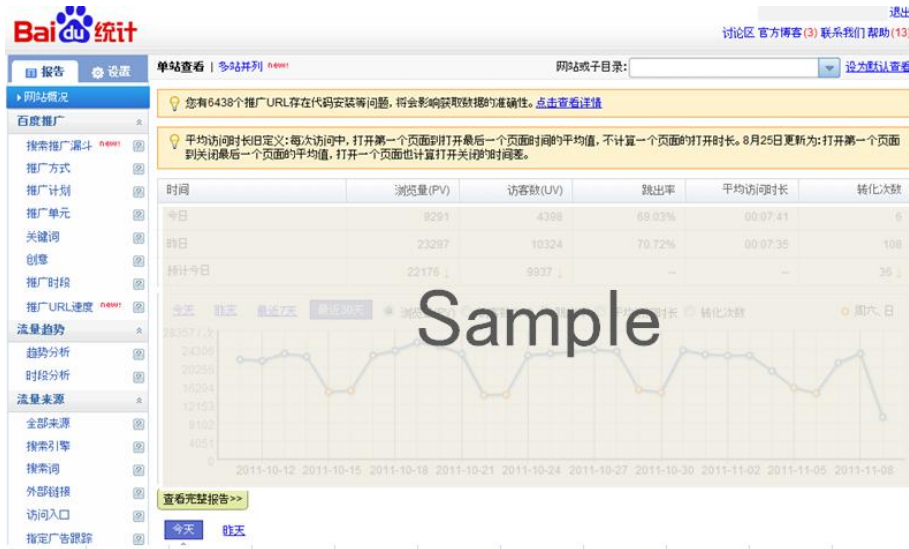 退出
Bai du 统计
讨论区 官方博客(3) 联系我们 帮助(13)
报告 设置
单站查看 | 多站并列 new!
网站或子目录: 设为默认查看
网站概况
您有6438个推广URL存在代码安装等问题, 将会影响获取数据的准确性。点击查看详情
百度推广
搜索推广漏斗 new!
推广方式
推广计划
推广单元
关键词
创意
推广时段
推广URL速度 new!
流量趋势
趋势分析
时段分析
流量来源
全部来源
搜索引擎
搜索词
外部链接
访问入口
指定广告跟踪
平均访问时长旧定义:每次访问中, 打开第一个页面到打开最后一个页面时间的平均值, 不计算一个页面的打开时长。8月25日更新为:打开第一个页面
到关闭最后一个页面的平均值, 打开一个页面也计算打开关闭的时间差。
时间 浏览量(PV) 访客数(UV) 跳出率 平均访问时长 转化次数
今日 9291 4398 69.03% 00:07:41 6
昨日 23297 10324 70.72% 00:07:35 108
预计今日 22176 ↓ 9937 ↓ -- -- 36 ↓
今天 昨天 最近7天 最近30天 浏览量(PV) 转化次数 周六、日
Sample
24306
20255
16204
12153
8102
4051
0
2011-10-12 2011-10-15 2011-10-18 2011-10-21 2011-10-24 2011-10-27 2011-10-30 2011-11-02 2011-11-05 2011-11-08
查看完整报告>>
今天 昨天